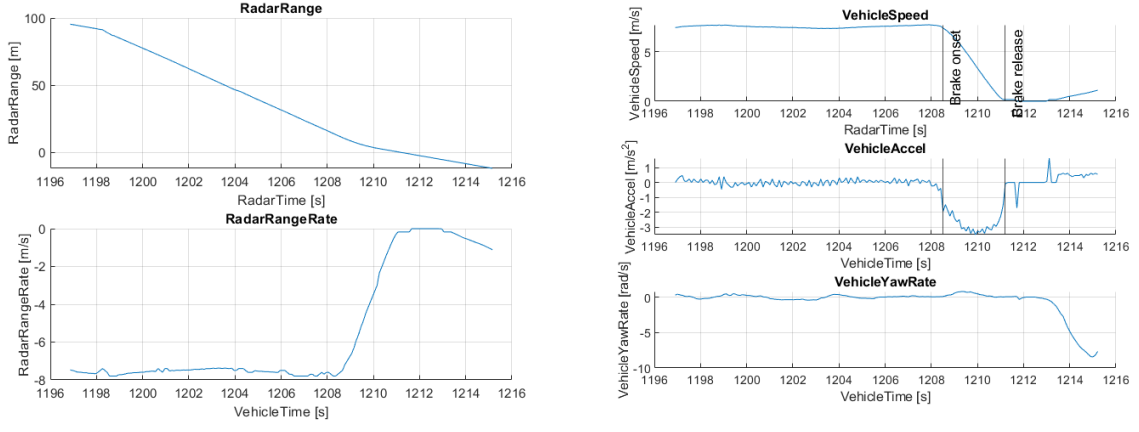 RadarRange
RadarRange [m]
100
50
0
1196 1198 1200 1202 1204 1206 1208 1210 1212 1214 1216
RadarTime [s]
RadarRangeRate
RadarRangeRate [m/s]
0
-2
-4
-6
-8
1196 1198 1200 1202 1204 1206 1208 1210 1212 1214 1216
VehicleTime [s]
VehicleSpeed
VehicleSpeed [m/s]
5
0
Brake onset
Brake release
1196 1198 1200 1202 1204 1206 1208 1210 1212 1214 1216
RadarTime [s]
VehicleAccel
VehicleAccel [m/s²]
1
0
-1
-2
-3
1196 1198 1200 1202 1204 1206 1208 1210 1212 1214 1216
VehicleTime [s]
VehicleYawRate
VehicleYawRate [rad/s]
0
-5
-10
1196 1198 1200 1202 1204 1206 1208 1210 1212 1214 1216
VehicleTime [s]